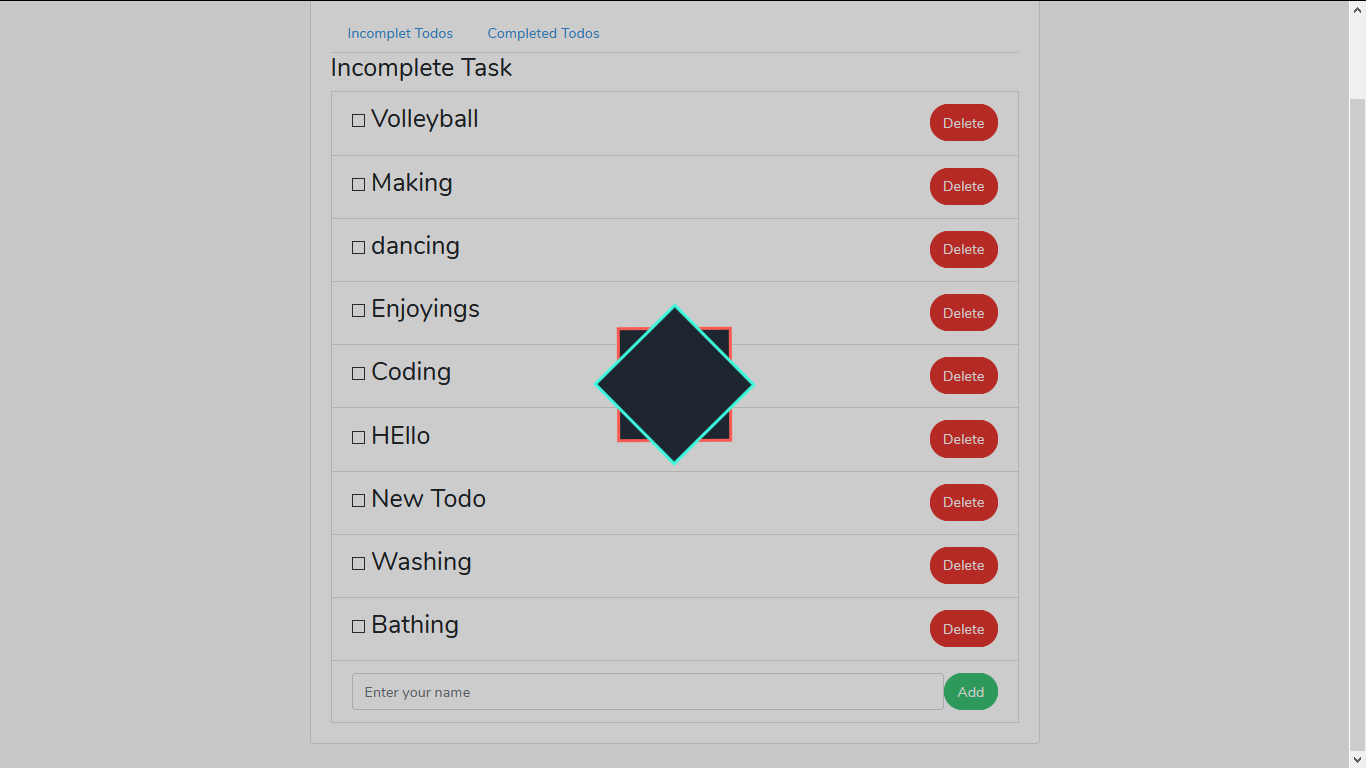 Incomplet Todos Completed Todos
Incomplete Task
Volleyball Delete
Making Delete
dancing Delete
Enjoyings Delete
Coding Delete
HEllo Delete
New Todo Delete
Washing Delete
Bathing Delete
Enter your name Add